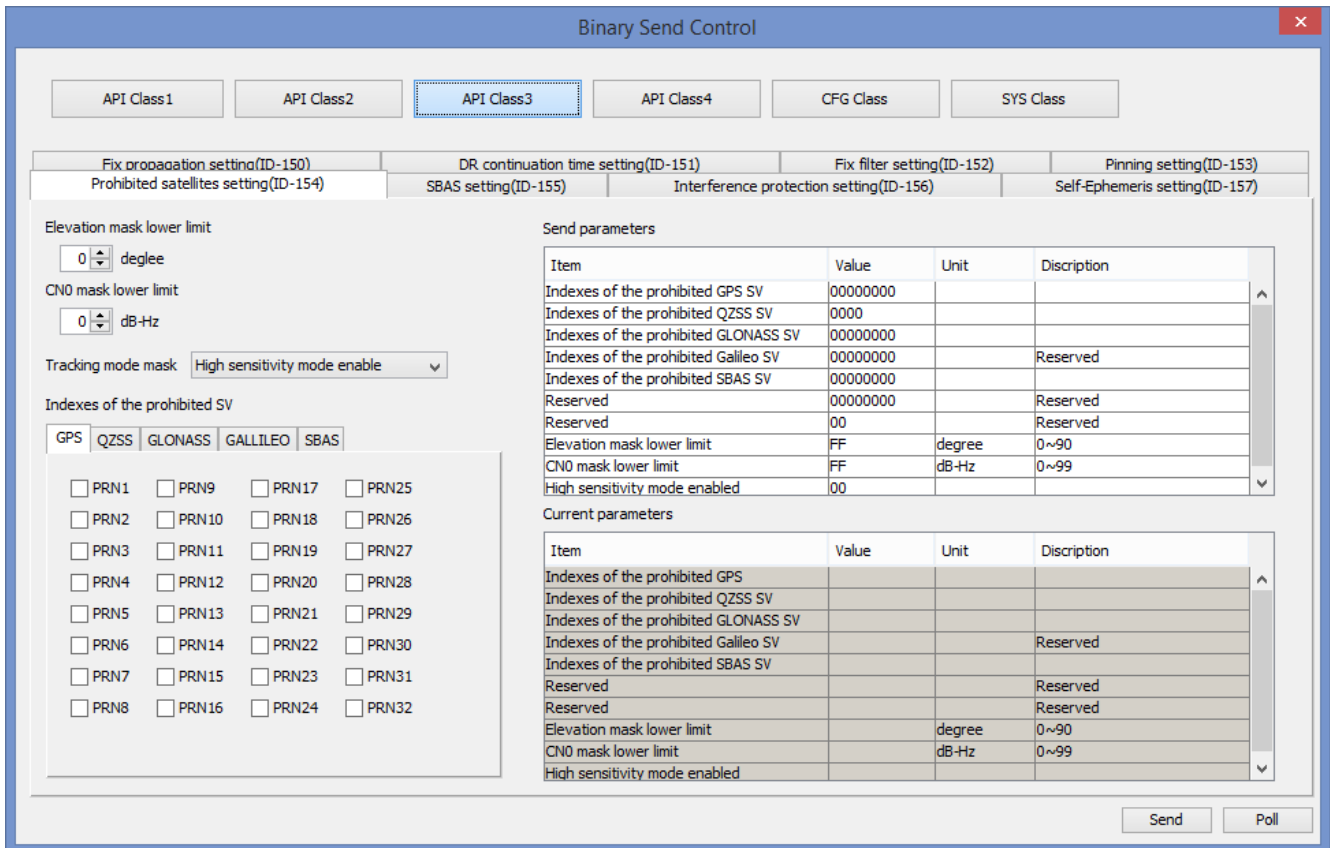 Binary Send Control
API Class1 API Class2 API Class3 API Class4 CFG Class SYS Class
Fix propagation setting(ID-150) DR continuation time setting(ID-151) Fix filter setting(ID-152) Pinning setting(ID-153)
Prohibited satellites setting(ID-154) SBAS setting(ID-155) Interference protection setting(ID-156) Self-Ephemeris setting(ID-157)
Elevation mask lower limit
0 deglee
CN0 mask lower limit
0 dB-Hz
Tracking mode mask High sensitivity mode enable
Indexes of the prohibited SV
GPS QZSS GLONASS GALLILEO SBAS
PRN1 PRN9 PRN17 PRN25
PRN2 PRN10 PRN18 PRN26
PRN3 PRN11 PRN19 PRN27
PRN4 PRN12 PRN20 PRN28
PRN5 PRN13 PRN21 PRN29
PRN6 PRN14 PRN22 PRN30
PRN7 PRN15 PRN23 PRN31
PRN8 PRN16 PRN24 PRN32
Send parameters
Item Value Unit Discription
Indexes of the prohibited GPS SV 00000000
Indexes of the prohibited QZSS SV 0000
Indexes of the prohibited GLONASS SV 00000000
Indexes of the prohibited Galileo SV 00000000 Reserved
Indexes of the prohibited SBAS SV 00000000
Reserved 00000000 Reserved
Reserved 00 Reserved
Elevation mask lower limit FF degree 0~90
CN0 mask lower limit FF dB-Hz 0~99
High sensitivity mode enabled 00
Current parameters
Item Value Unit Discription
Indexes of the prohibited GPS
Indexes of the prohibited QZSS SV
Indexes of the prohibited GLONASS SV
Indexes of the prohibited Galileo SV Reserved
Indexes of the prohibited SBAS SV
Reserved Reserved
Reserved Reserved
Elevation mask lower limit degree 0~90
CN0 mask lower limit dB-Hz 0~99
High sensitivity mode enabled
Send Poll